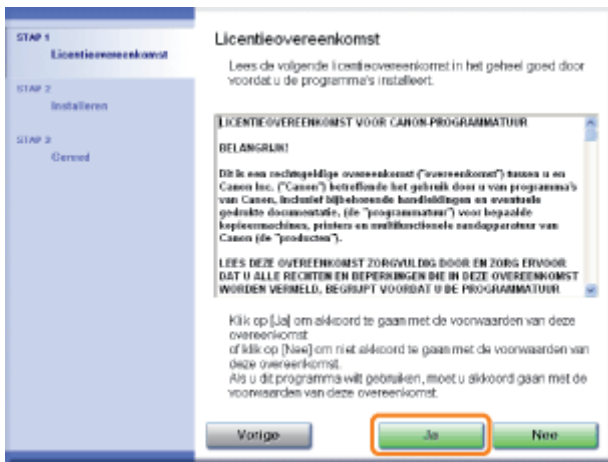 STAP 1
Licentieovereenkomst
STAP 2
Installeren
STAP 3
Gereed
Licentieovereenkomst
Lees de volgende licentieovereenkomst in het geheel goed door
voordat u de programma's installeert.
LICENTIEOVEREENKOMST VOOR CANON-PROGRAMMATUUR
BELANGRIJK!
Dit is een rechtsgeldige overeenkomst ("overeenkomst") tussen u en
Canon Inc. ("Canon") betreffende het gebruik door u van programma's
van Canon, inclusief bijbehorende handleidingen en eventuele
gedrukte documentatie, (de "programmatuur") voor bepaalde
kopieermachines, printers en multifunctionele randapparatuur van
Canon (de "producten").
LEES DEZE OVEREENKOMST ZORGVULDIG DOOR EN ZORG ERVOOR
DAT U ALLE RECHTEN EN BEPERKINGEN DIE IN DEZE OVEREENKOMST
WORDEN VERMELD, BEGRIJPT VOORDAT U DE PROGRAMMATUUR
Klik op [Ja] om akkoord te gaan met de voorwaarden van deze
overeenkomst
of klik op [Nee] om niet akkoord te gaan met de voorwaarden van
deze overeenkomst.
Als u dit programma wilt gebruiken, moet u akkoord gaan met de
voorwaarden van deze overeenkomst.
Vorige
Ja
Nee